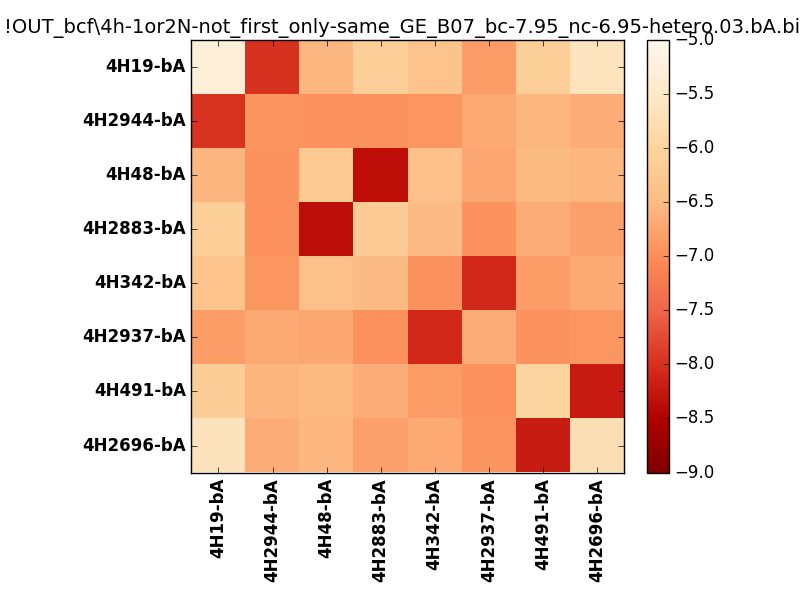 !OUT_bcf\4h-1or2N-not_first_only-same_GE_B07_bc-7.95_nc-6.95-hetero.03.bA.bi
4H19-bA
4H2944-bA
4H48-bA
4H2883-bA
4H342-bA
4H2937-bA
4H491-bA
4H2696-bA
4H19-bA
4H2944-bA
4H48-bA
4H2883-bA
4H342-bA
4H2937-bA
4H491-bA
4H2696-bA
−5.0
−5.5
−6.0
−6.5
−7.0
−7.5
−8.0
−8.5
−9.0